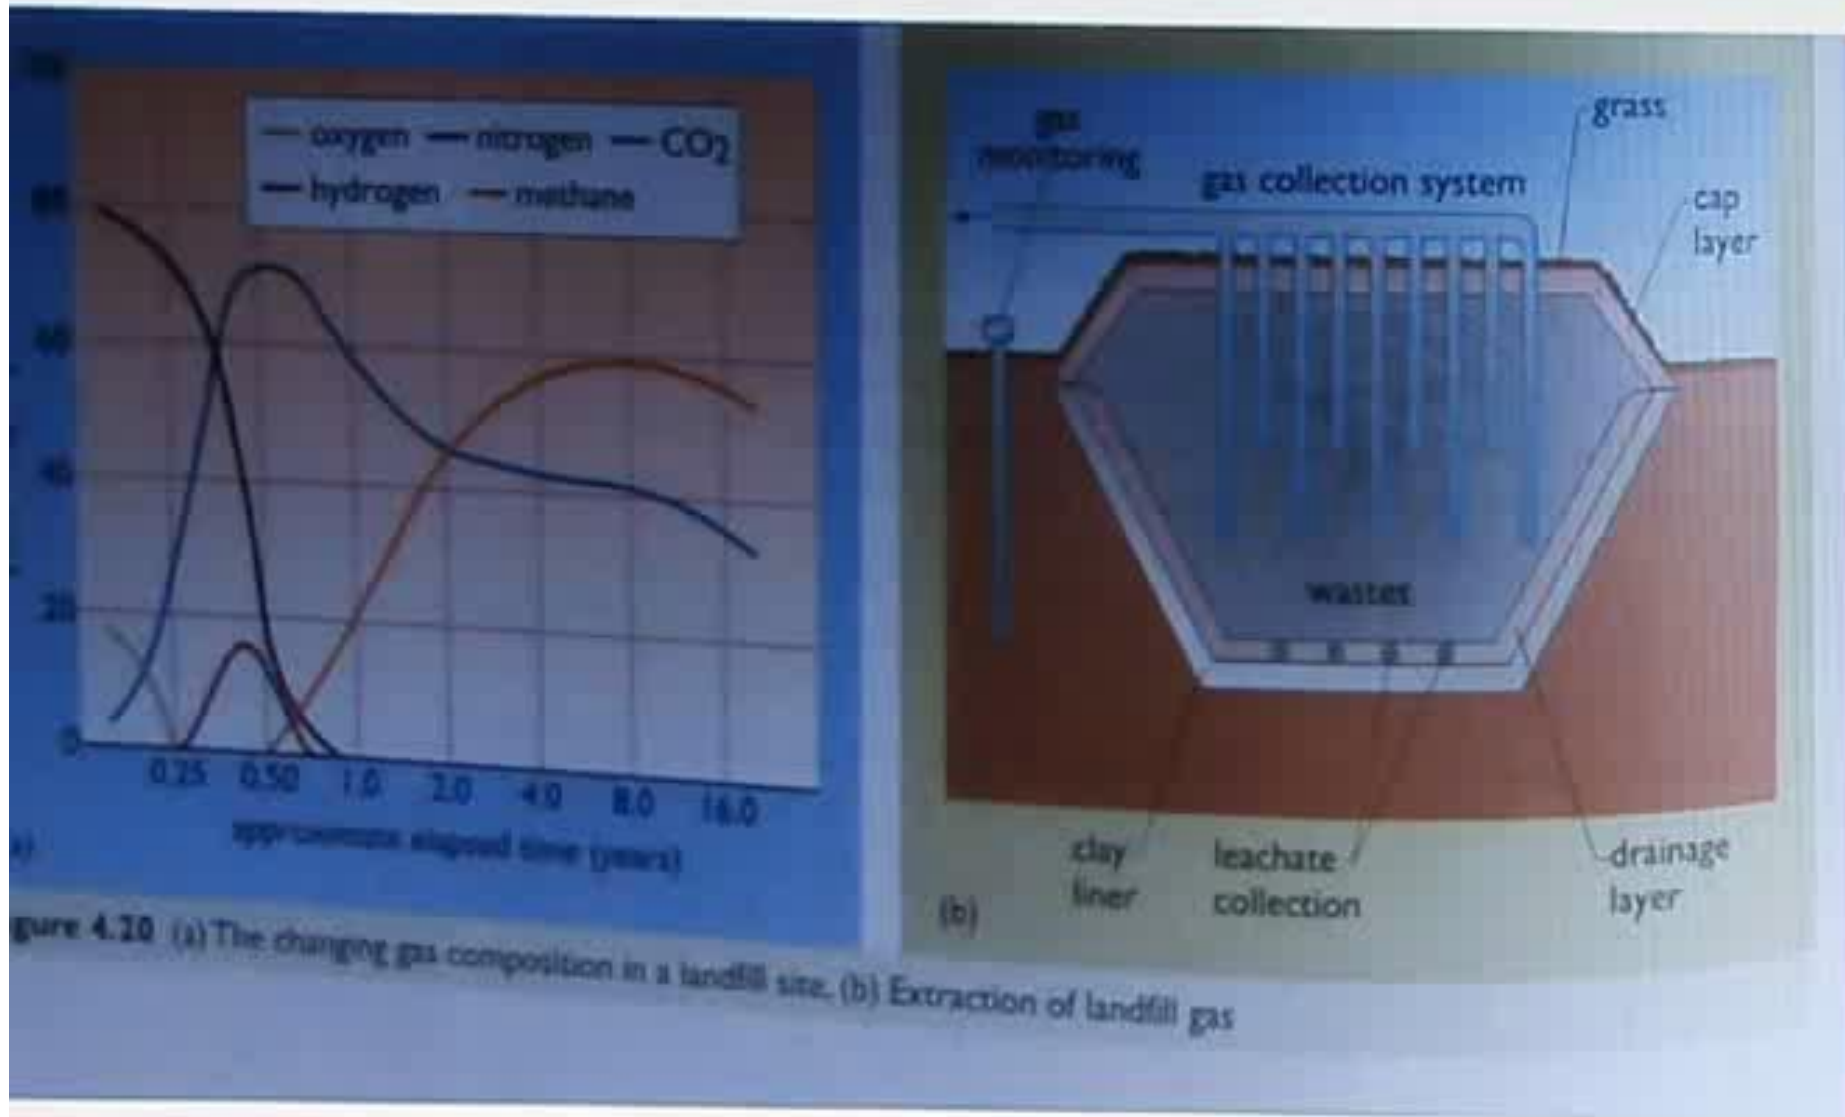 oxygen nitrogen CO2
hydrogen methane
80
60
40
20
0
0.25 0.50 1.0 2.0 4.0 8.0 16.0
approximate elapsed time (years)
gas
monitoring
gas collection system
grass
cap
layer
wastes
clay
liner
leachate
collection
drainage
layer
(b)
gure 4.20 (a) The changing gas composition in a landfill site, (b) Extraction of landfill gas